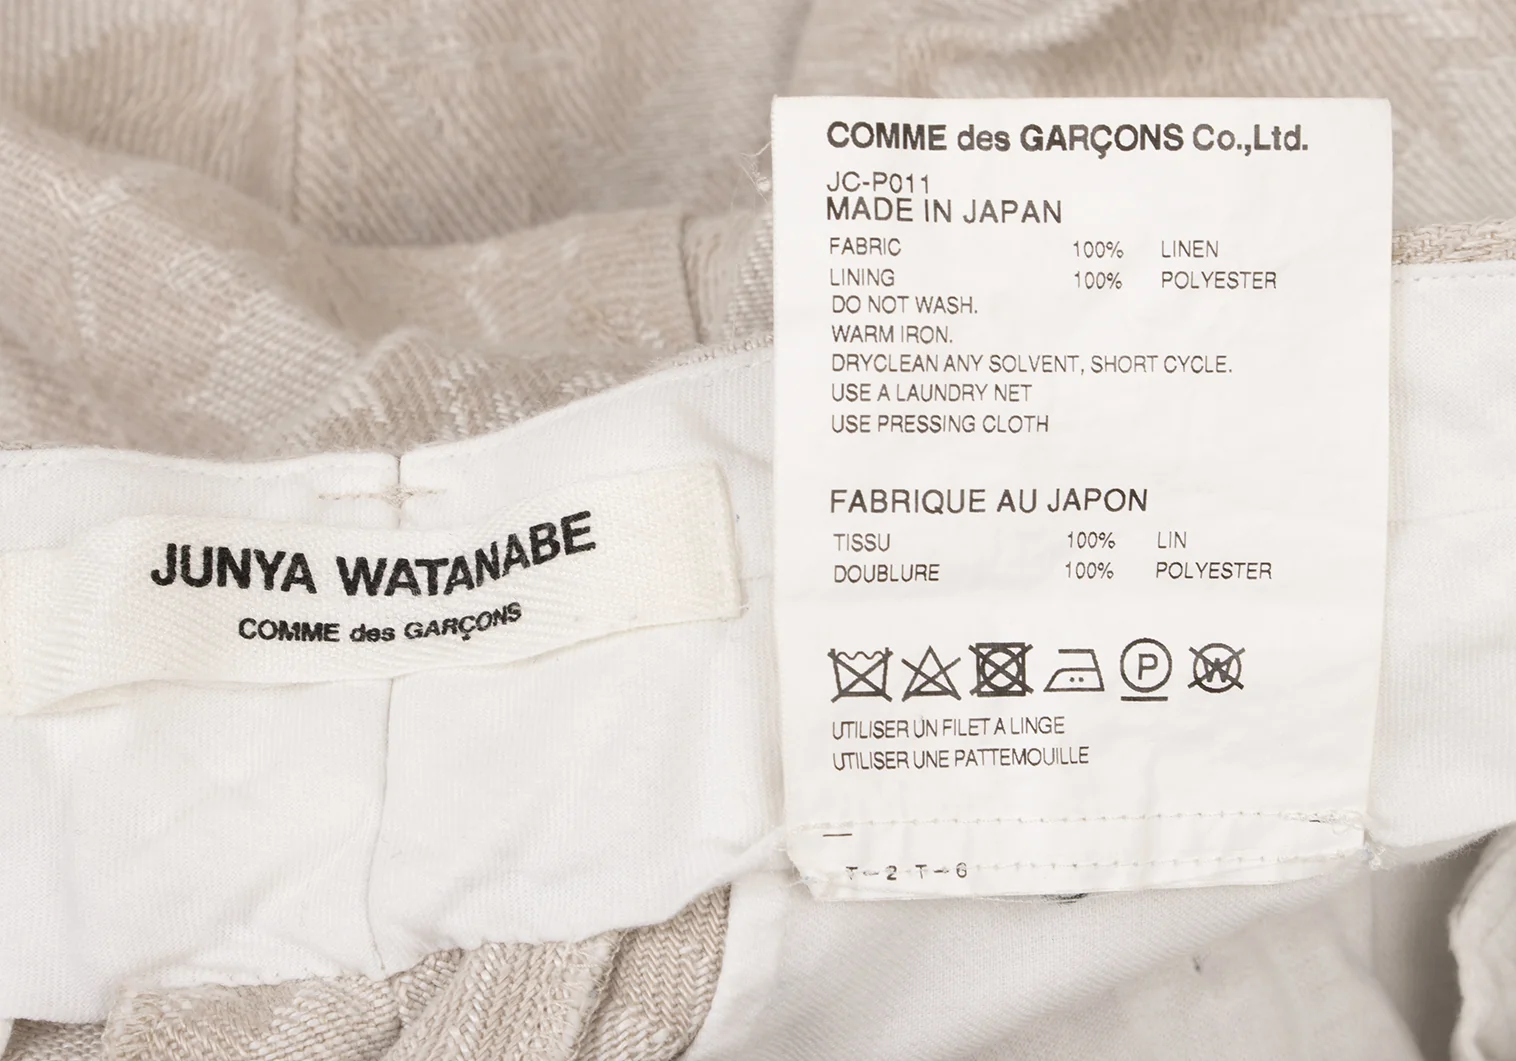 JUNYA WATANABE
COMME des GARÇONS
COMME des GARÇONS Co.,Ltd.
JC-P011
MADE IN JAPAN
FABRIC 100% LINEN
LINING 100% POLYESTER
DO NOT WASH.
WARM IRON.
DRYCLEAN ANY SOLVENT, SHORT CYCLE.
USE A LAUNDRY NET
USE PRESSING CLOTH
FABRIQUE AU JAPON
TISSU 100% LIN
DOUBLURE 100% POLYESTER
P W
UTILISER UN FILET A LINGE
UTILISER UNE PATTEMOUILLE
T-2 T-6